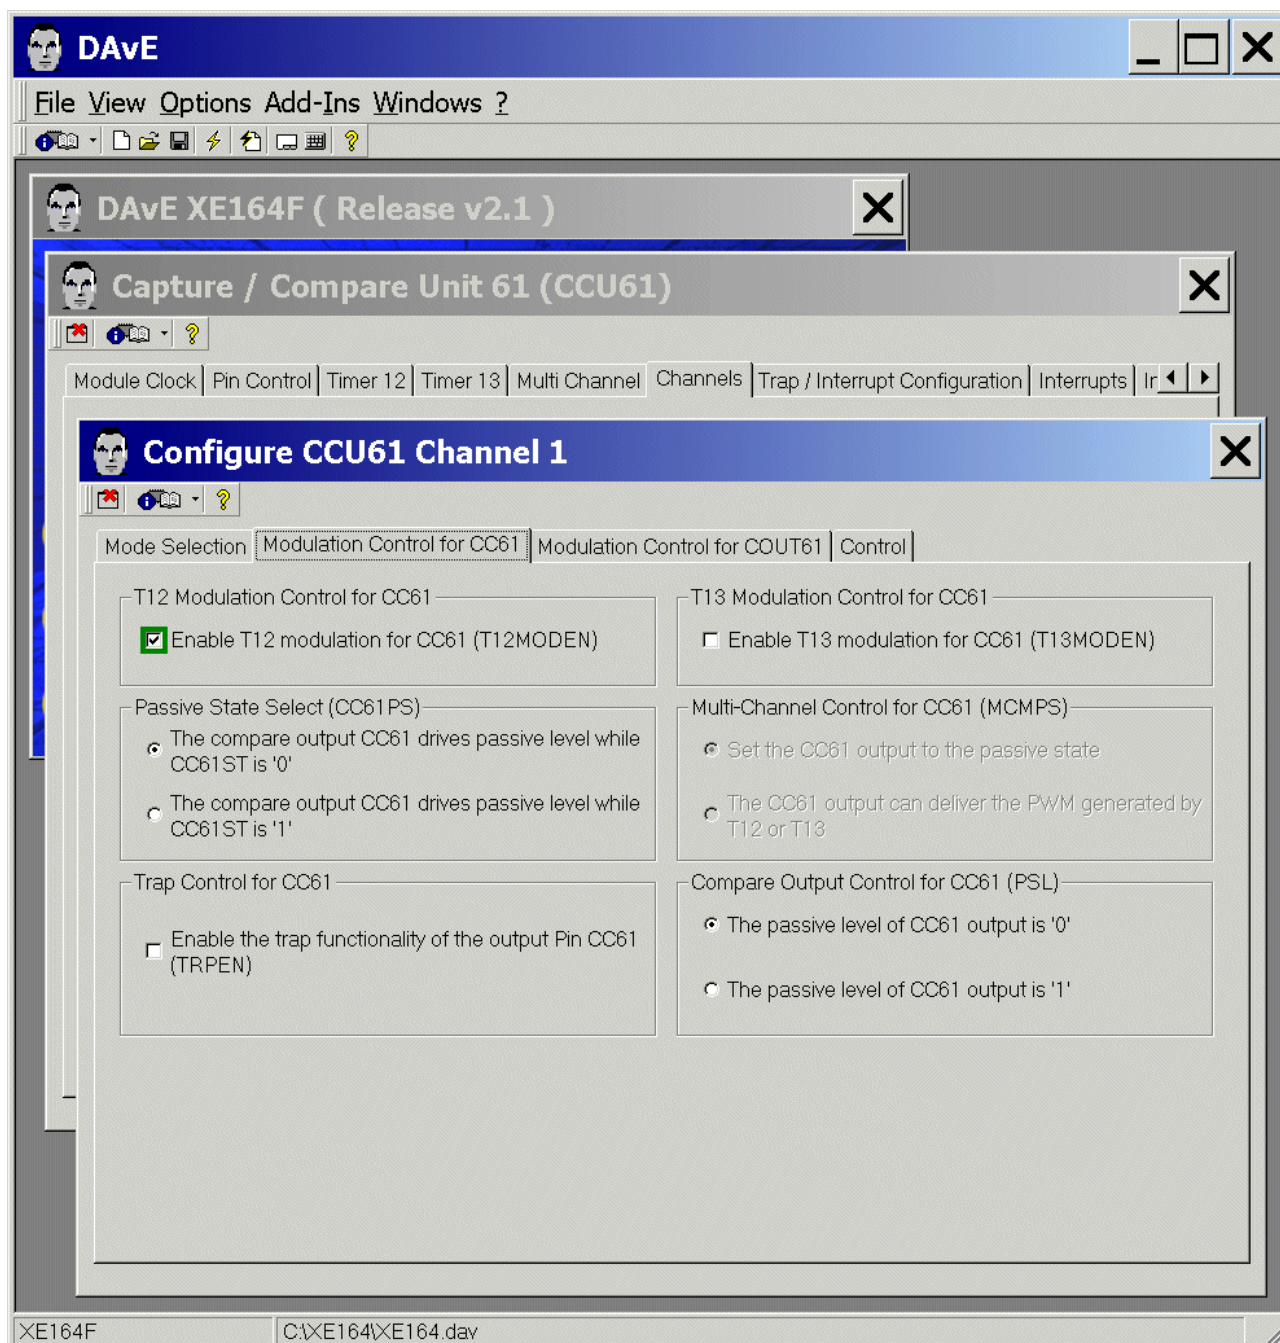 DAvE
File View Options Add-Ins Windows ?
DAvE XE164F ( Release v2.1 )
Capture / Compare Unit 61 (CCU61)
Module Clock Pin Control Timer 12 Timer 13 Multi Channel Channels Trap / Interrupt Configuration Interrupts
Configure CCU61 Channel 1
Mode Selection Modulation Control for CC61 Modulation Control for COUT61 Control
T12 Modulation Control for CC61
Enable T12 modulation for CC61 (T12MODEN)
T13 Modulation Control for CC61
Enable T13 modulation for CC61 (T13MODEN)
Passive State Select (CC61PS)
The compare output CC61 drives passive level while
CC61ST is '0'
The compare output CC61 drives passive level while
CC61ST is '1'
Multi-Channel Control for CC61 (MCMPS)
Set the CC61 output to the passive state
The CC61 output can deliver the PWM generated by
T12 or T13
Trap Control for CC61
Enable the trap functionality of the output Pin CC61
(TRPEN)
Compare Output Control for CC61 (PSL)
The passive level of CC61 output is '0'
The passive level of CC61 output is '1'
XE164F
C:\XE164\XE164.dav